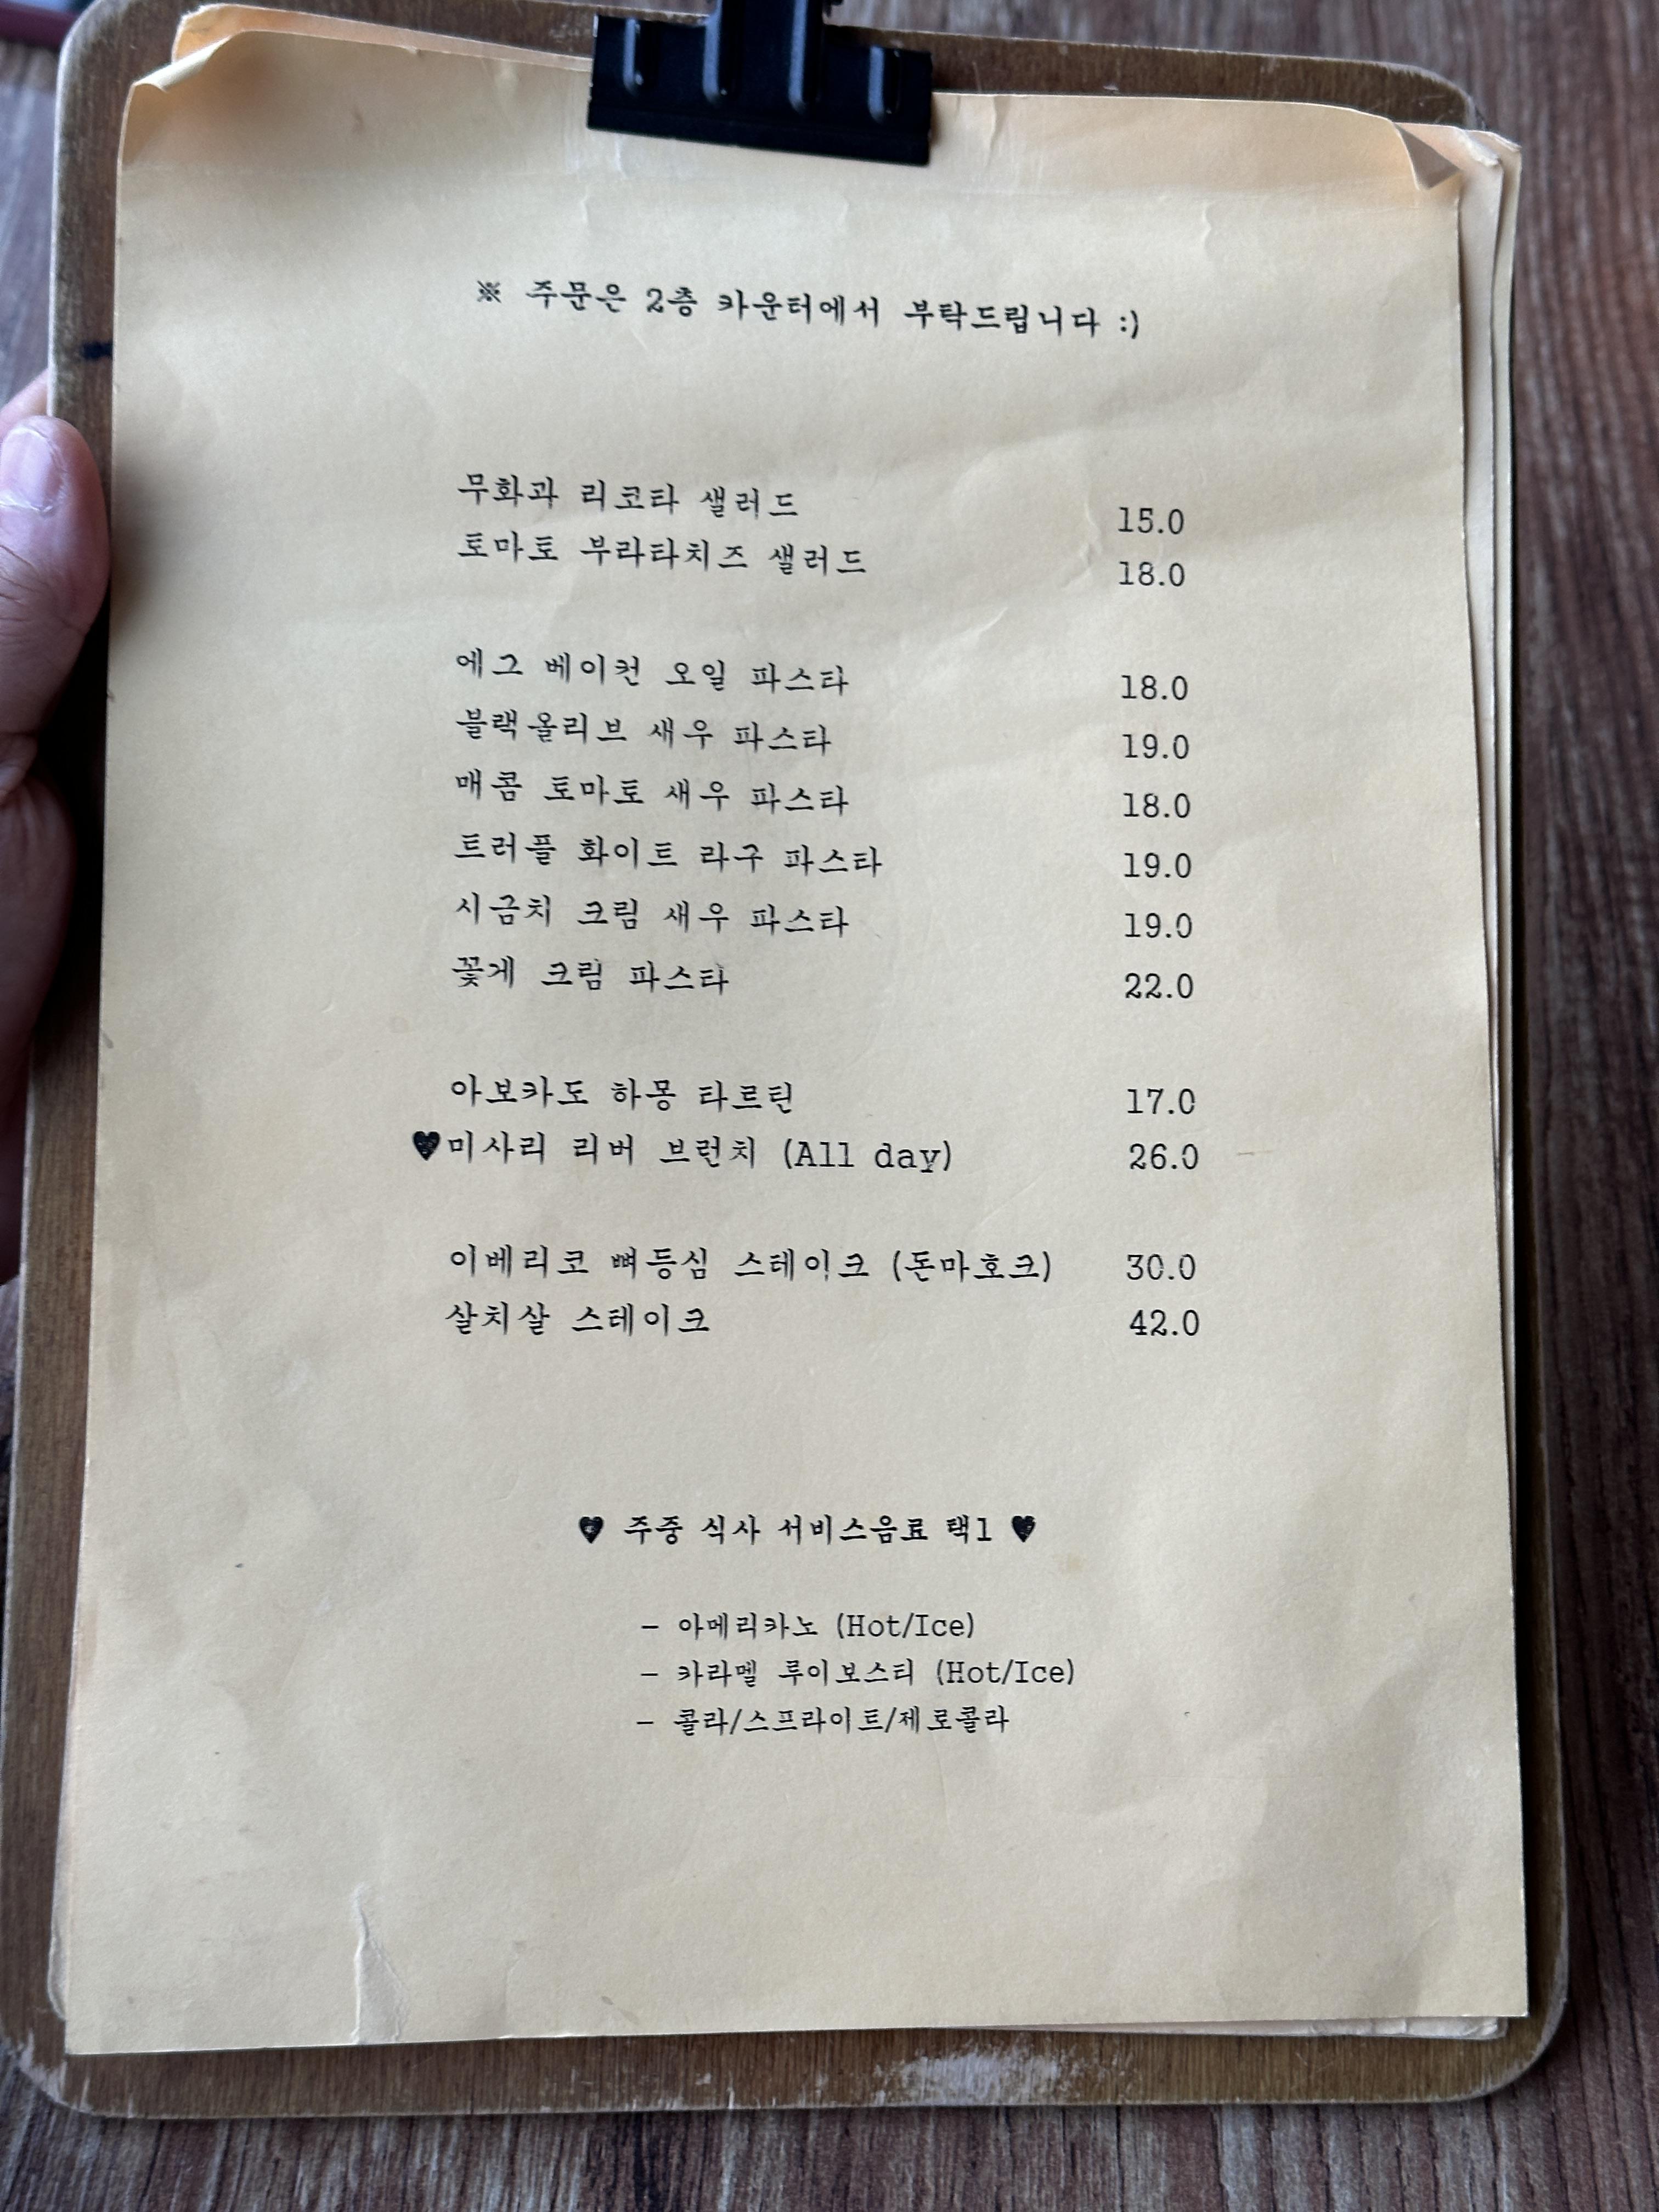 ※ 주문은 2층 카운터에서 부탁드립니다 :)
무화과 리코타 샐러드 15.0
토마토 부라타치즈 샐러드 18.0
에그 베이컨 오일 파스타 18.0
블랙올리브 새우 파스타 19.0
매콤 토마토 새우 파스타 18.0
트러플 화이트 라구 파스타 19.0
시금치 크림 새우 파스타 19.0
꽃게 크림 파스타 22.0
아보카도 하몽 타르틴 17.0
♥미사리 리버 브런치 (All day) 26.0
이베리코 뼈등심 스테이크 (돈마호크) 30.0
살치살 스테이크 42.0
♥ 주중 식사 서비스음료 택1 ♥
- 아메리카노 (Hot/Ice)
- 카라멜 루이보스티 (Hot/Ice)
- 콜라/스프라이트/제로콜라